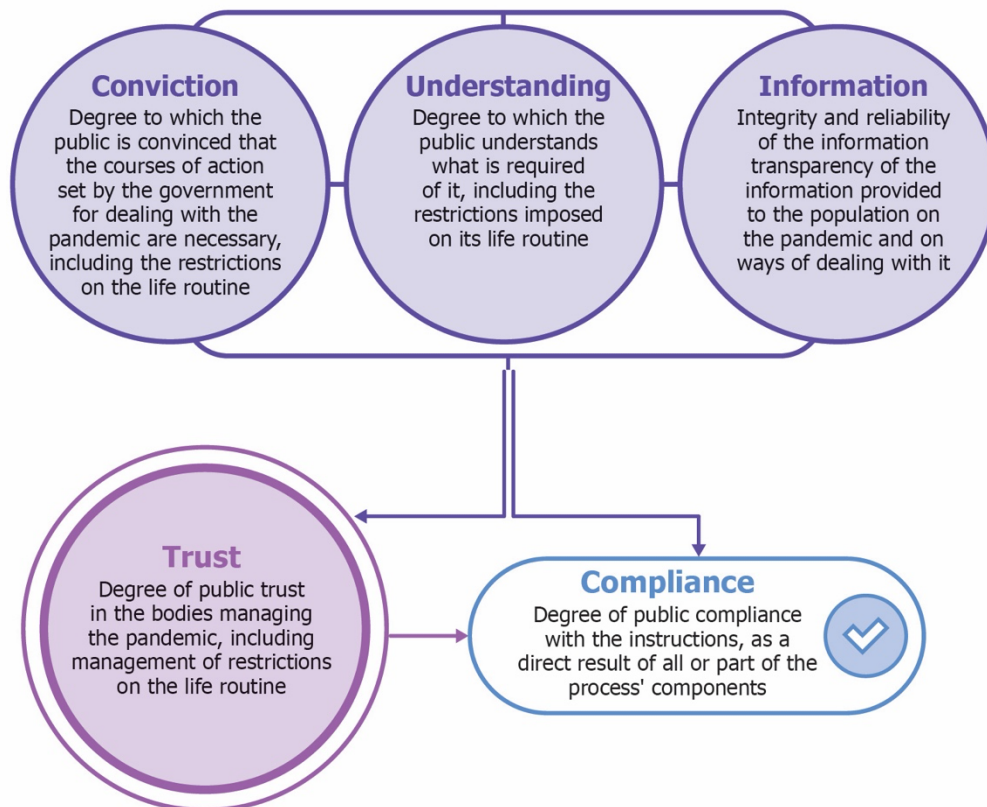 Conviction
Degree to which the
public is convinced that
the courses of action
set by the government
for dealing with the
pandemic are necessary,
including the restrictions
on the life routine
Understanding
Degree to which the
public understands
what is required
of it, including the
restrictions imposed
on its life routine
Information
Integrity and reliability
of the information
transparency of the
information provided
to the population on
the pandemic and on
ways of dealing with it
Trust
Degree of public trust
in the bodies managing
the pandemic, including
management of restrictions
on the life routine
Compliance
Degree of public compliance
with the instructions, as a
direct result of all or part of the
process' components